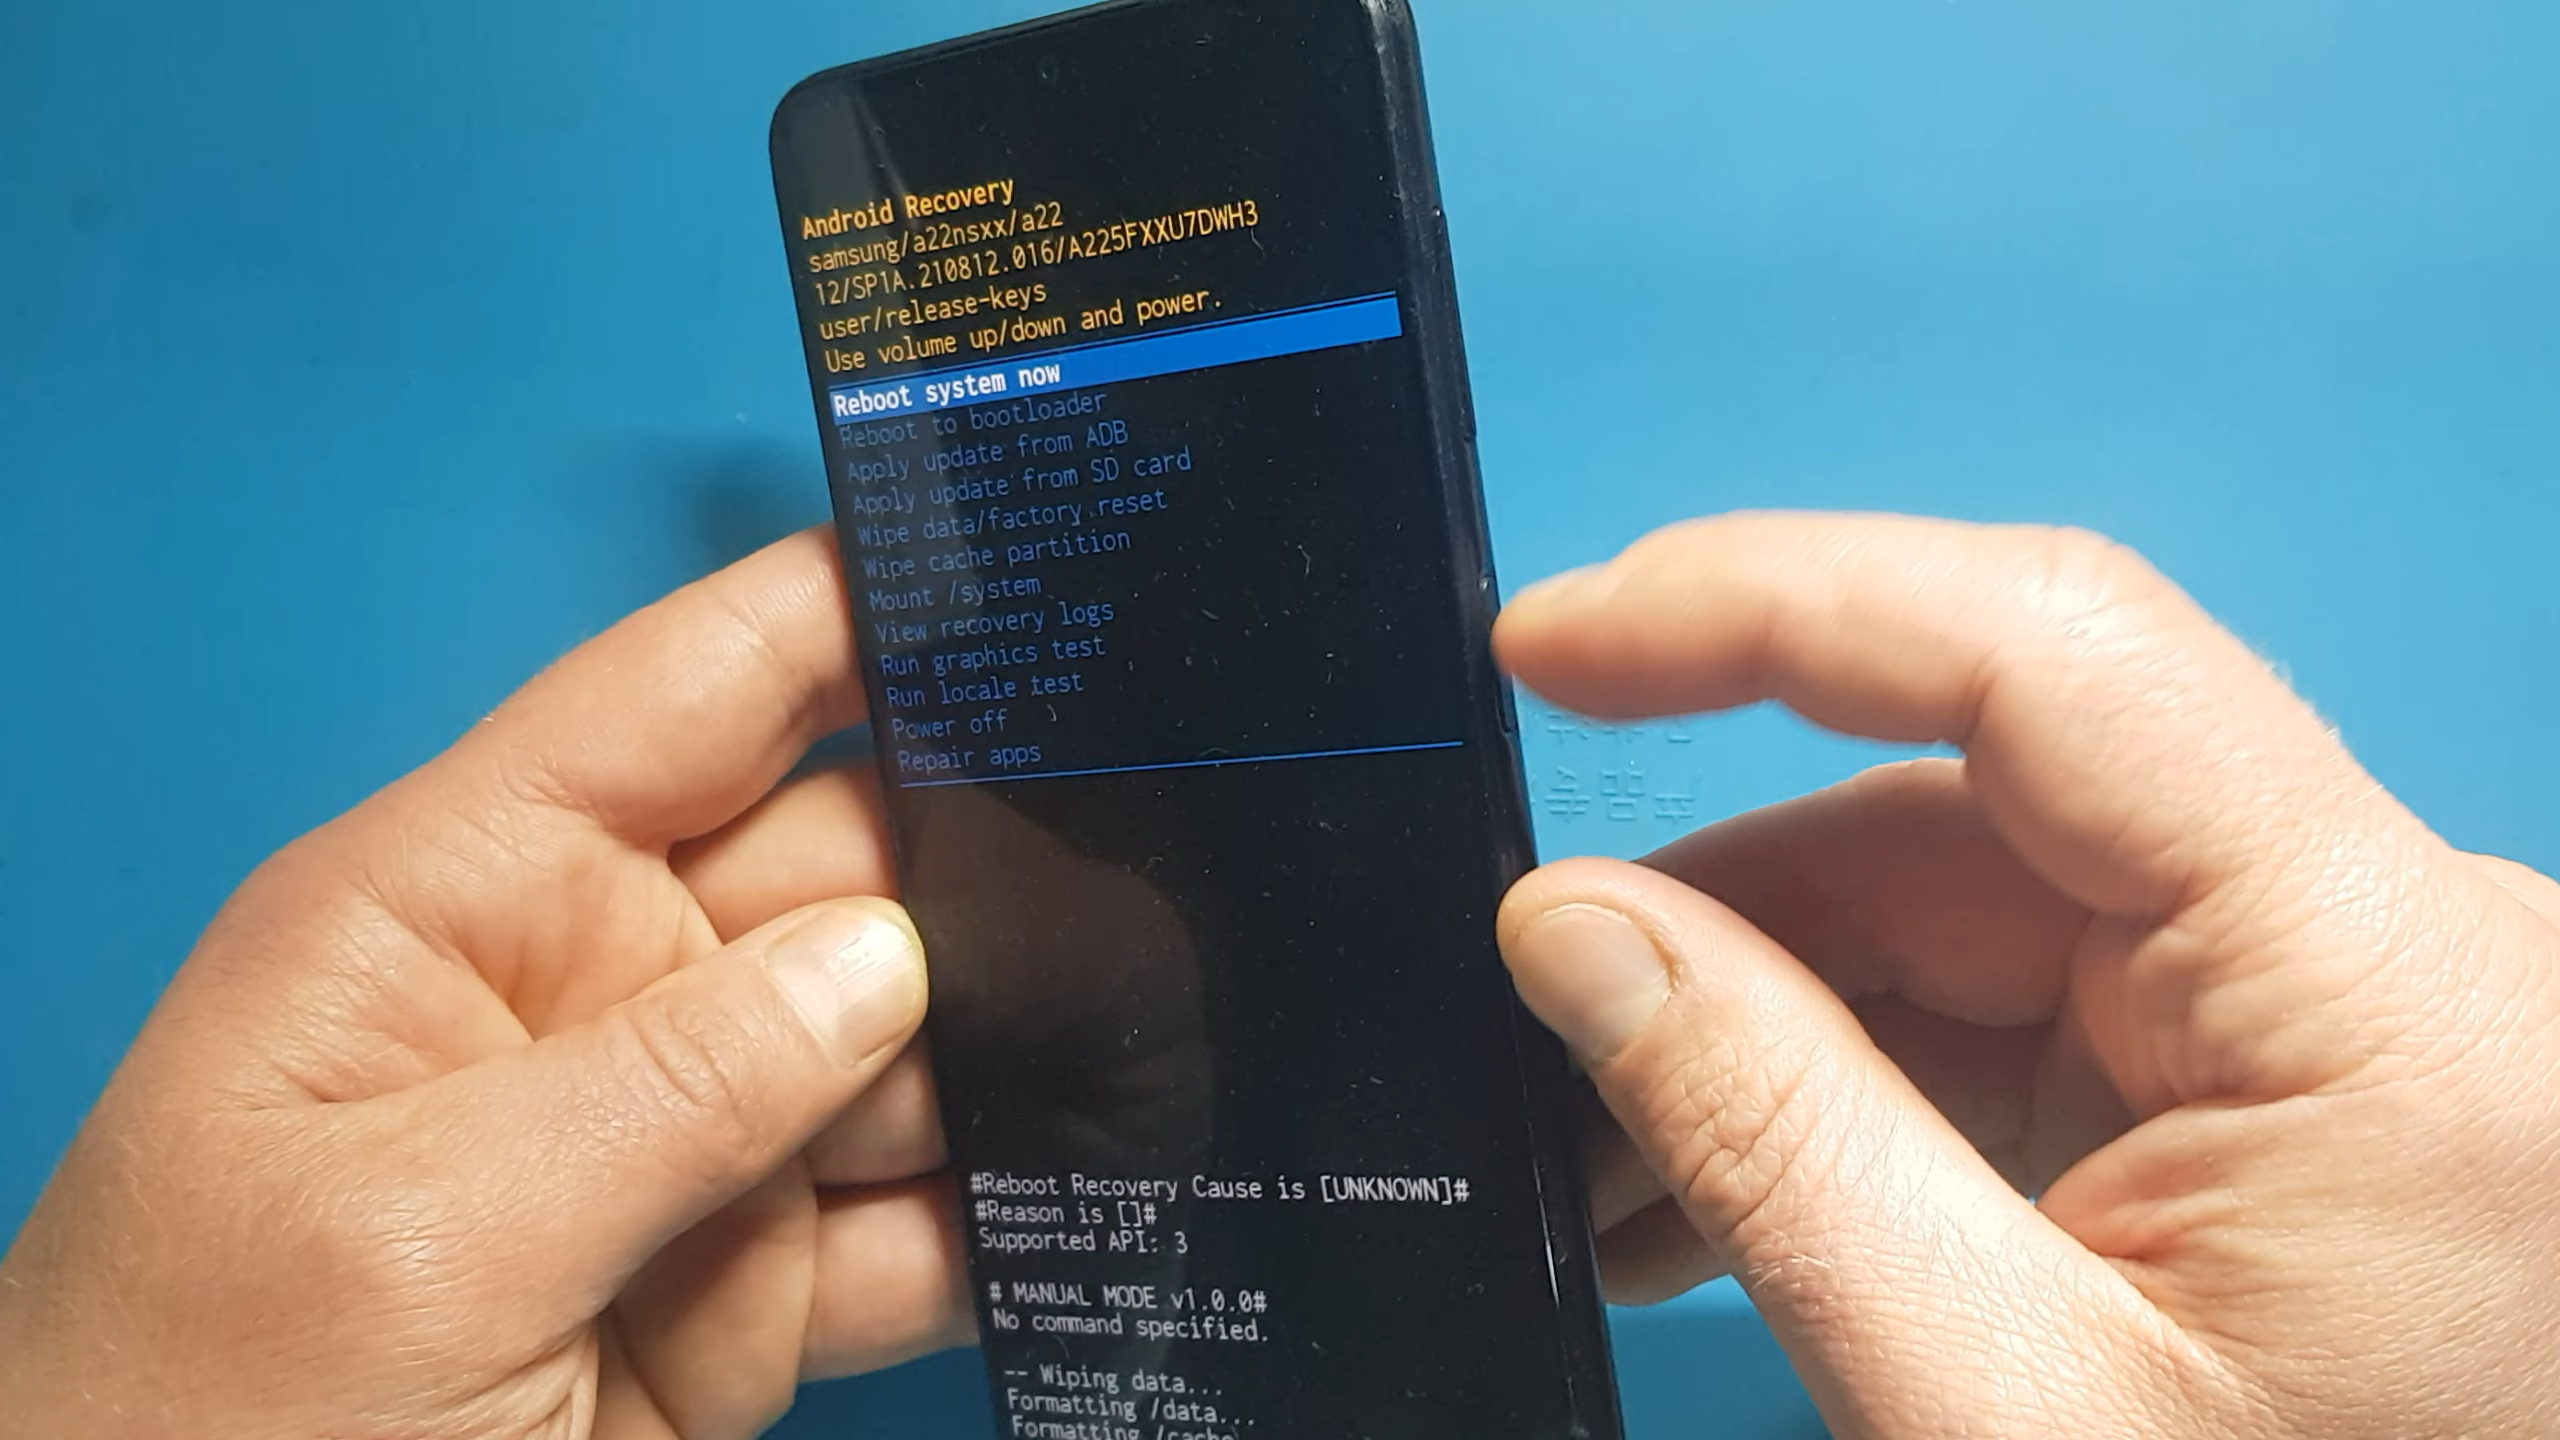 Android Recovery
samsung/a22nsxx/a22
12/SP1A.210812.016/A225FXXU7DWH3
user/release-keys
Use volume up/down and power.
Reboot system now
Reboot to bootloader
Apply update from ADB
Apply update from SD card
Wipe data/factory reset
Wipe cache partition
Mount /system
View recovery logs
Run graphics test
Run locale test
Power off
Repair apps
#Reboot Recovery Cause is [UNKNOWN]#
#Reason is []#
Supported API: 3
# MANUAL MODE v1.0.0#
No command specified.
-- Wiping data...
Formatting /data...
Formatting /cache